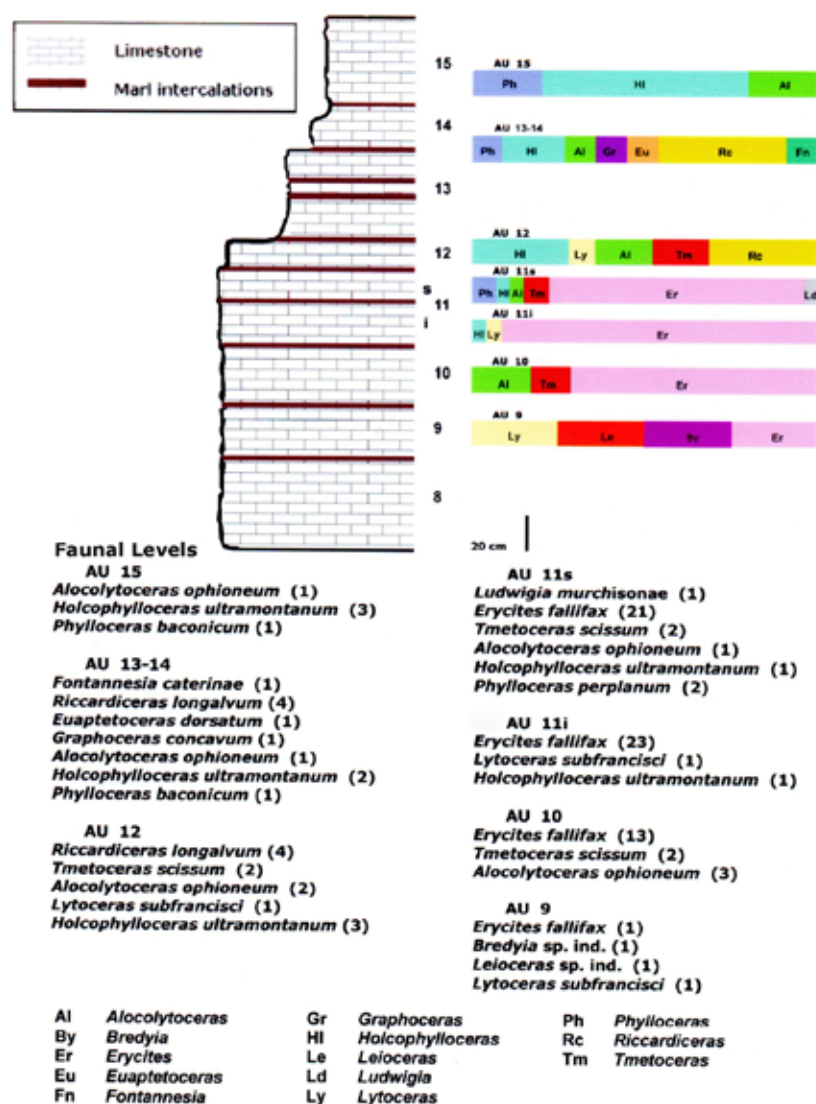 Limestone
Marl intercalations
15
14
13
12
s
11
i
10
9
8
AU 15
Ph Hl Al
AU 13-14
Ph Hl Al Gr Eu Rc Fn
AU 12
Hl Ly Al Tm Rc
AU 11s
Ph Hl Al Tm Er Ld
AU 11i
Hl Ly Er
AU 10
Al Tm Er
AU 9
Ly Le By Er
20 cm
Faunal Levels
AU 15
Alocolytoceras ophioneum (1)
Holcophylloceras ultramontanum (3)
Phylloceras baconicum (1)
AU 13-14
Fontannesia caterinae (1)
Riccardiceras longalvum (4)
Euaptetoceras dorsatum (1)
Graphoceras concavum (1)
Alocolytoceras ophioneum (1)
Holcophylloceras ultramontanum (2)
Phylloceras baconicum (1)
AU 12
Riccardiceras longalvum (4)
Tmetoceras scissum (2)
Alocolytoceras ophioneum (2)
Lytoceras subfrancisci (1)
Holcophylloceras ultramontanum (3)
AU 11s
Ludwigia murchisonae (1)
Erycites fallifax (21)
Tmetoceras scissum (2)
Alocolytoceras ophioneum (1)
Holcophylloceras ultramontanum (1)
Phylloceras perplanum (2)
AU 11i
Erycites fallifax (23)
Lytoceras subfrancisci (1)
Holcophylloceras ultramontanum (1)
AU 10
Erycites fallifax (13)
Tmetoceras scissum (2)
Alocolytoceras ophioneum (3)
AU 9
Erycites fallifax (1)
Bredyia sp. ind. (1)
Leioceras sp. ind. (1)
Lytoceras subfrancisci (1)
Al Alocolytoceras
By Bredyia
Er Erycites
Eu Euaptetoceras
Fn Fontannesia
Gr Graphoceras
Hl Holcophylloceras
Le Leioceras
Ld Ludwigia
Ly Lytoceras
Ph Phylloceras
Rc Riccardiceras
Tm Tmetoceras